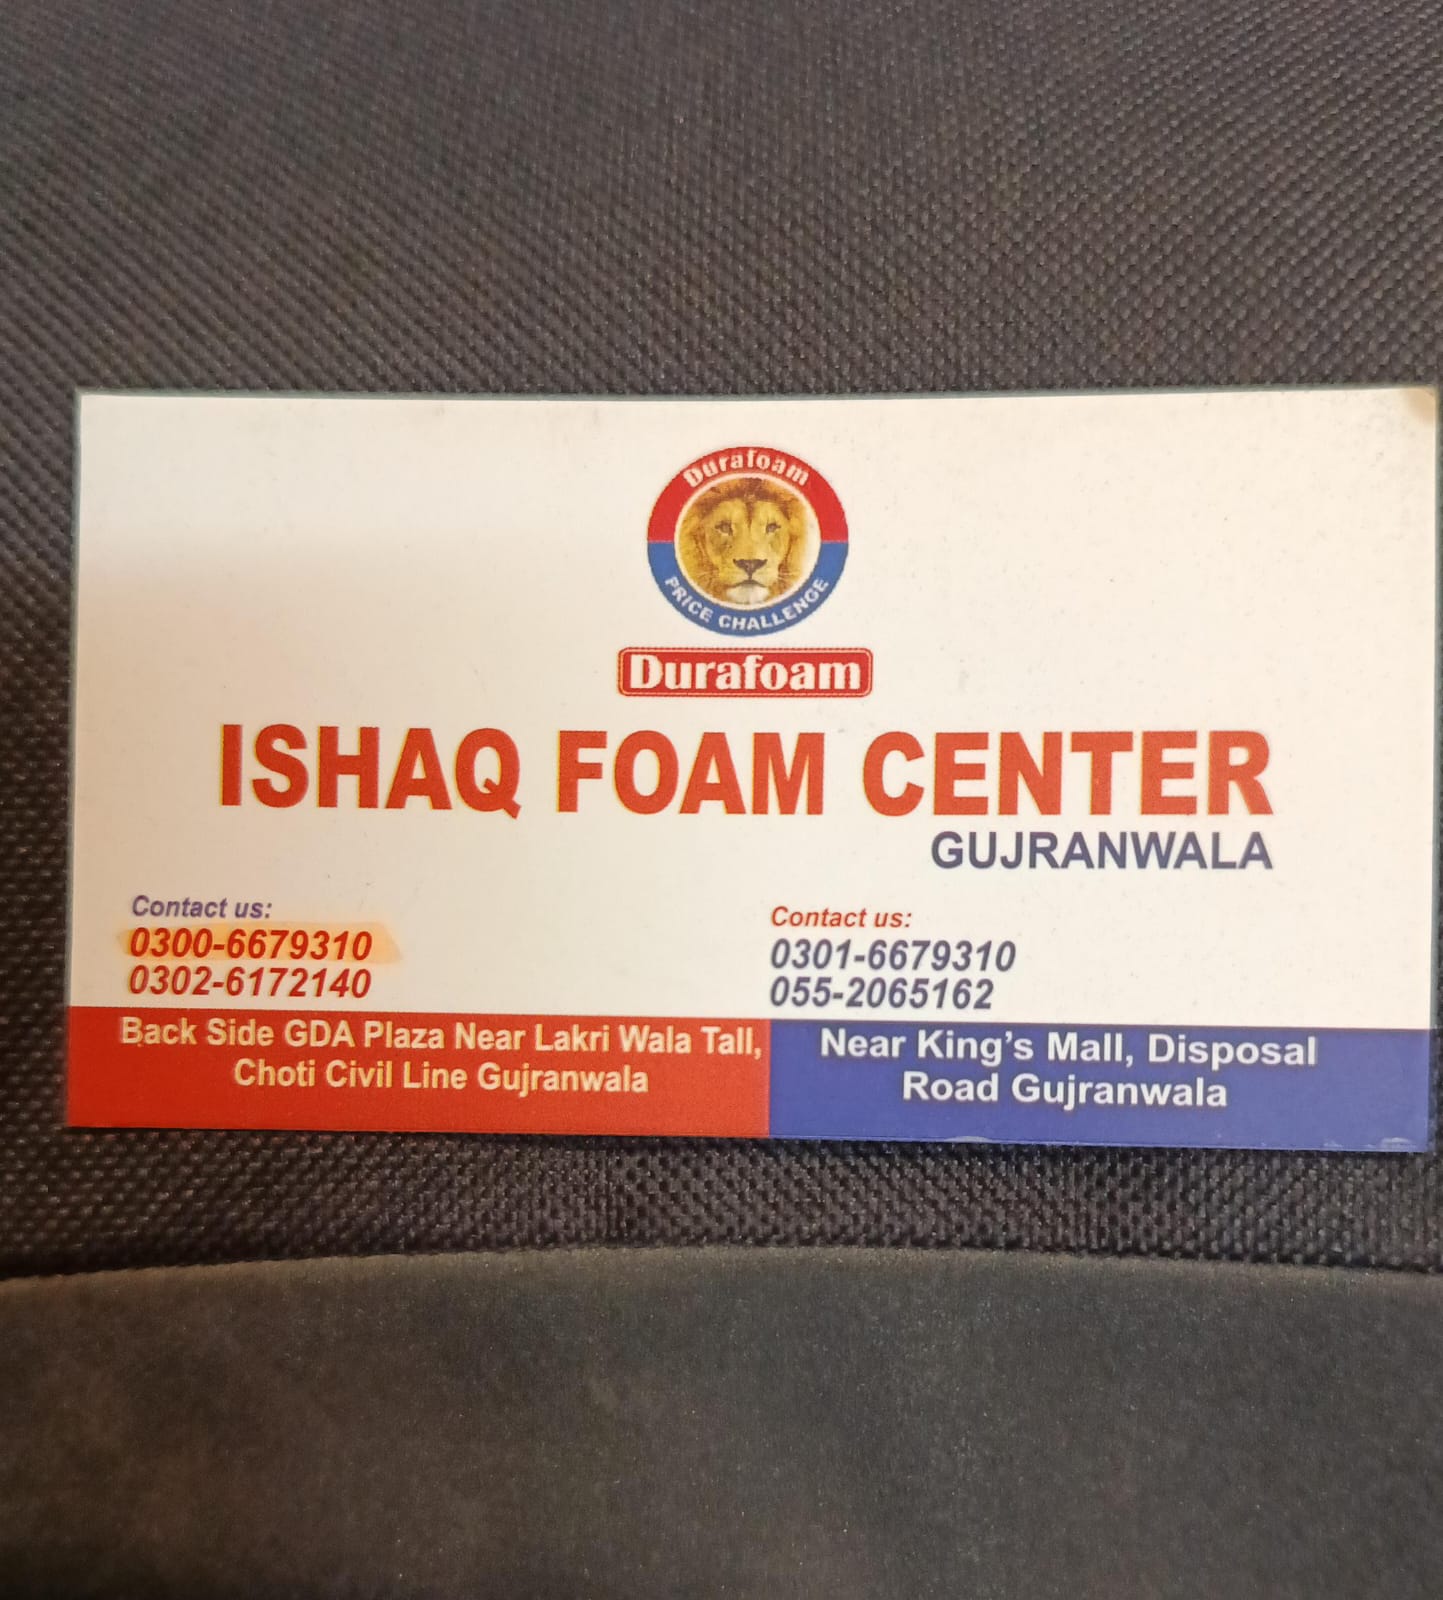 Durafoam
PRICE CHALLENGE
Durafoam
ISHAQ FOAM CENTER
GUJRANWALA
Contact us:
0300-6679310
0302-6172140
Back Side GDA Plaza Near Lakri Wala Tall,
Choti Civil Line Gujranwala
Contact us:
0301-6679310
055-2065162
Near King's Mall, Disposal
Road Gujranwala